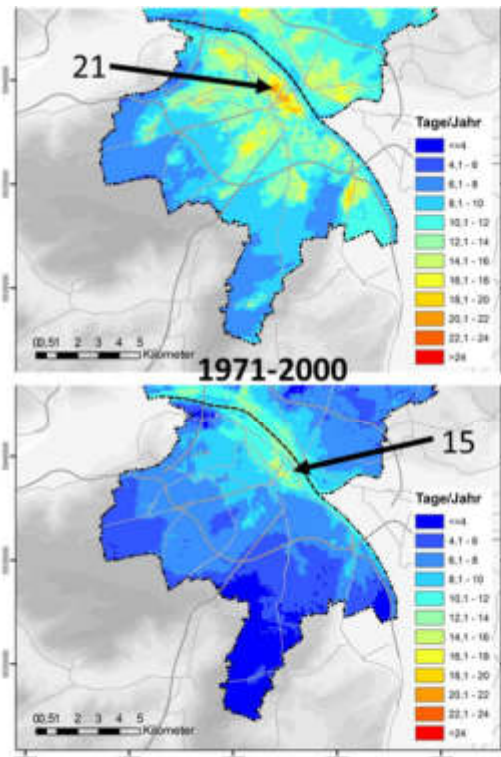 21
Tage/Jahr
<=4
4,1 - 6
6,1 - 8
8,1 - 10
10,1 - 12
12,1 - 14
14,1 - 16
16,1 - 18
18,1 - 20
20,1 - 22
22,1 - 24
>24
00,51 2 3 4 5
Kilometer
1971-2000
15
Tage/Jahr
<=4
4,1 - 6
6,1 - 8
8,1 - 10
10,1 - 12
12,1 - 14
14,1 - 16
16,1 - 18
18,1 - 20
20,1 - 22
22,1 - 24
>24
00,51 2 3 4 5
Kilometer